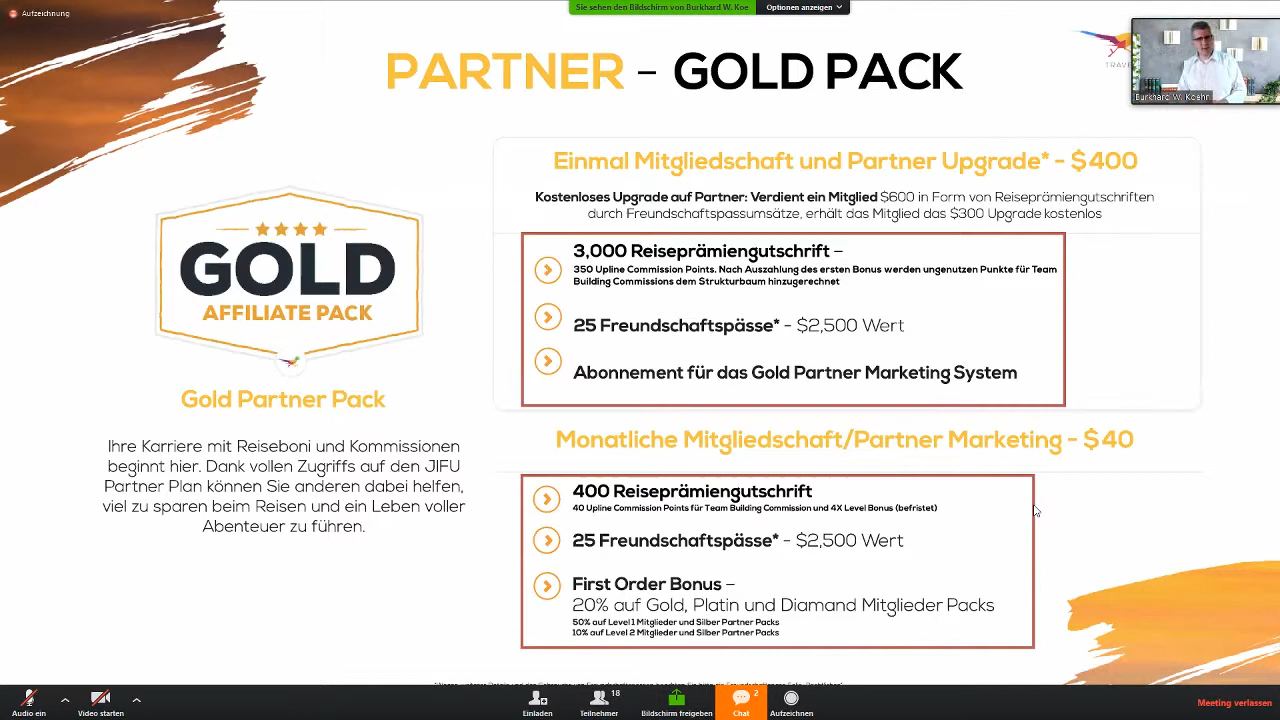 Aufzeichnung
Sie sehen den Bildschirm von Burkhard W. Koe
Optionen anzeigen
PARTNER – GOLD PACK
TRAVE
Burkhard W. Koehr
Einmal Mitgliedschaft und Partner Upgrade* - $400
Kostenloses Upgrade auf Partner: Verdient ein Mitglied $600 in Form von Reiseprämiengutschriften
durch Freundschaftspassumsätze, erhält das Mitglied das $300 Upgrade kostenlos
GOLD
AFFILIATE PACK
3,000 Reiseprämiengutschrift –
350 Upline Commission Points. Nach Auszahlung des ersten Bonus werden ungenutzen Punkte für Team
Building Commissions dem Strukturbaum hinzugerechnet
25 Freundschaftspässe* - $2,500 Wert
Abonnement für das Gold Partner Marketing System
Gold Partner Pack
Ihre Karriere mit Reiseboni und Kommissionen
beginnt hier. Dank vollen Zugriffs auf den JIFU
Partner Plan können Sie anderen dabei helfen,
viel zu sparen beim Reisen und ein Leben voller
Abenteuer zu führen.
Monatliche Mitgliedschaft/Partner Marketing - $40
400 Reiseprämiengutschrift
40 Upline Commission Points für Team Building Commission und 4X Level Bonus (befristet)
25 Freundschaftspässe* - $2,500 Wert
First Order Bonus –
20% auf Gold, Platin und Diamand Mitglieder Packs
50% auf Level 1 Mitglieder und Silber Partner Packs
10% auf Level 2 Mitglieder und Silber Partner Packs
Audio ein
Video starten
Einladen
18
Teilnehmer
Bildschirm freigeben
2
Chat
Aufzeichnen
Meeting verlassen